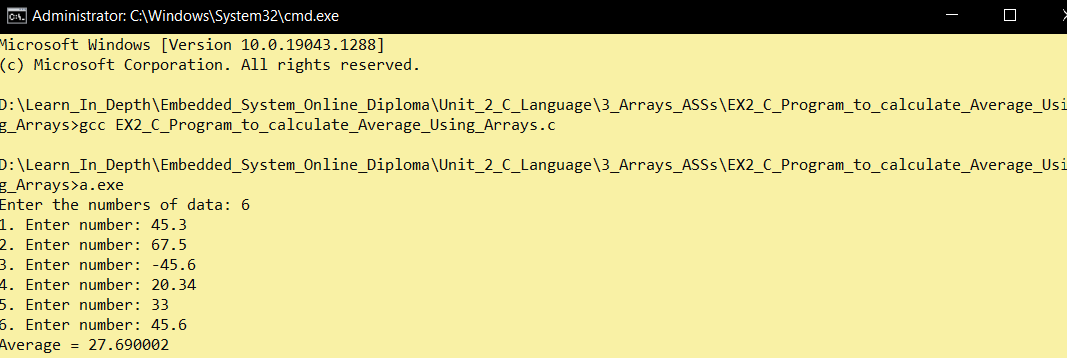 Administrator: C:\Windows\System32\cmd.exe
Microsoft Windows [Version 10.0.19043.1288]
(c) Microsoft Corporation. All rights reserved.
D:\Learn_In_Depth\Embedded_System_Online_Diploma\Unit_2_C_Language\3_Arrays_ASSs\EX2_C_Program_to_calculate_Average_Usi
g_Arrays>gcc EX2_C_Program_to_calculate_Average_Using_Arrays.c
D:\Learn_In_Depth\Embedded_System_Online_Diploma\Unit_2_C_Language\3_Arrays_ASSs\EX2_C_Program_to_calculate_Average_Usi
g_Arrays>a.exe
Enter the numbers of data: 6
1. Enter number: 45.3
2. Enter number: 67.5
3. Enter number: -45.6
4. Enter number: 20.34
5. Enter number: 33
6. Enter number: 45.6
Average = 27.690002